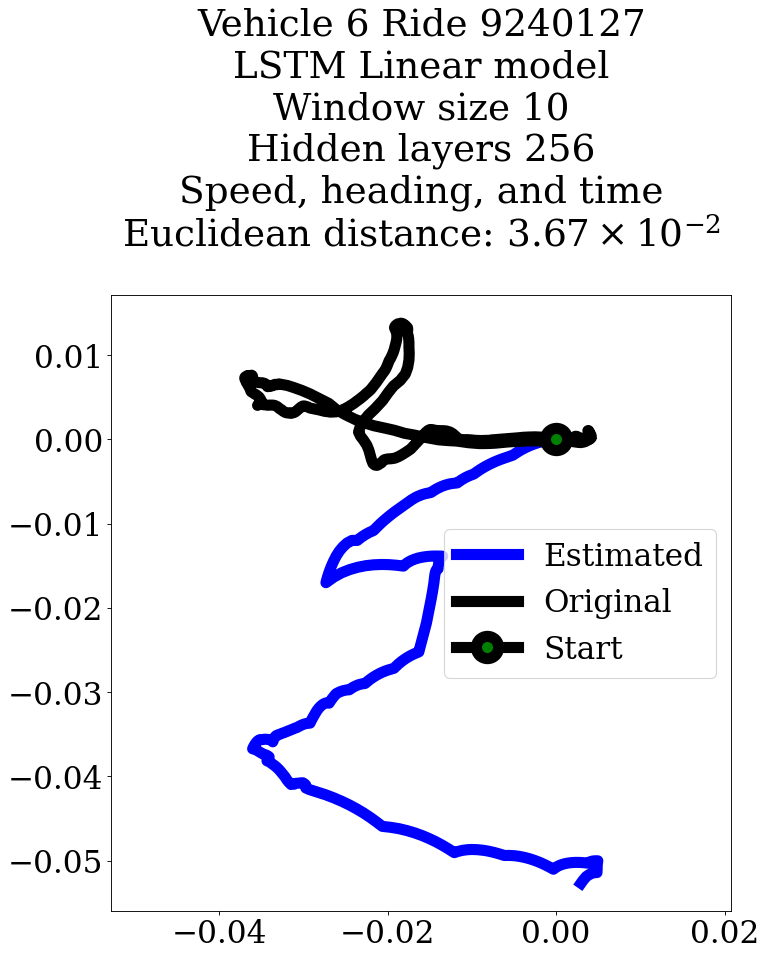 Vehicle 6 Ride 9240127
LSTM Linear model
Window size 10
Hidden layers 256
Speed, heading, and time
Euclidean distance: 3.67 × 10⁻²
0.01
0.00
−0.01
−0.02
−0.03
−0.04
−0.05
Estimated
Original
Start
−0.04
−0.02
0.00
0.02